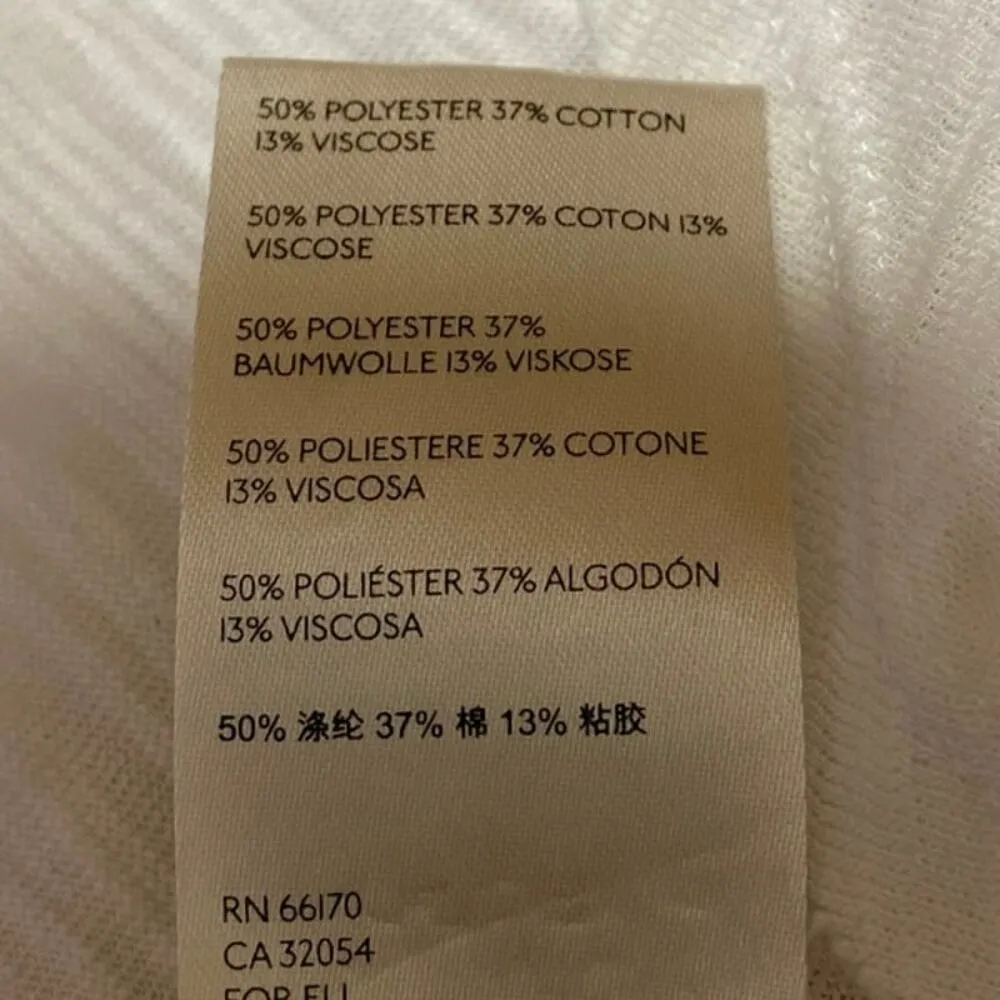 50% POLYESTER 37% COTTON
13% VISCOSE
50% POLYESTER 37% COTON 13%
VISCOSE
50% POLYESTER 37%
BAUMWOLLE 13% VISKOSE
50% POLIESTERE 37% COTONE
13% VISCOSA
50% POLIÉSTER 37% ALGODÓN
13% VISCOSA
50% 涤纶 37% 棉 13% 粘胶
RN 66170
CA 32054
FOR EU